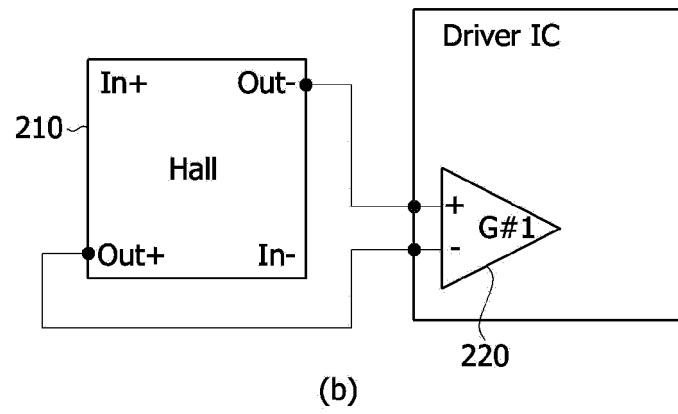 Driver IC
In+ Out-
210
Hall
+
G#1
-
Out+ In-
220
(b)